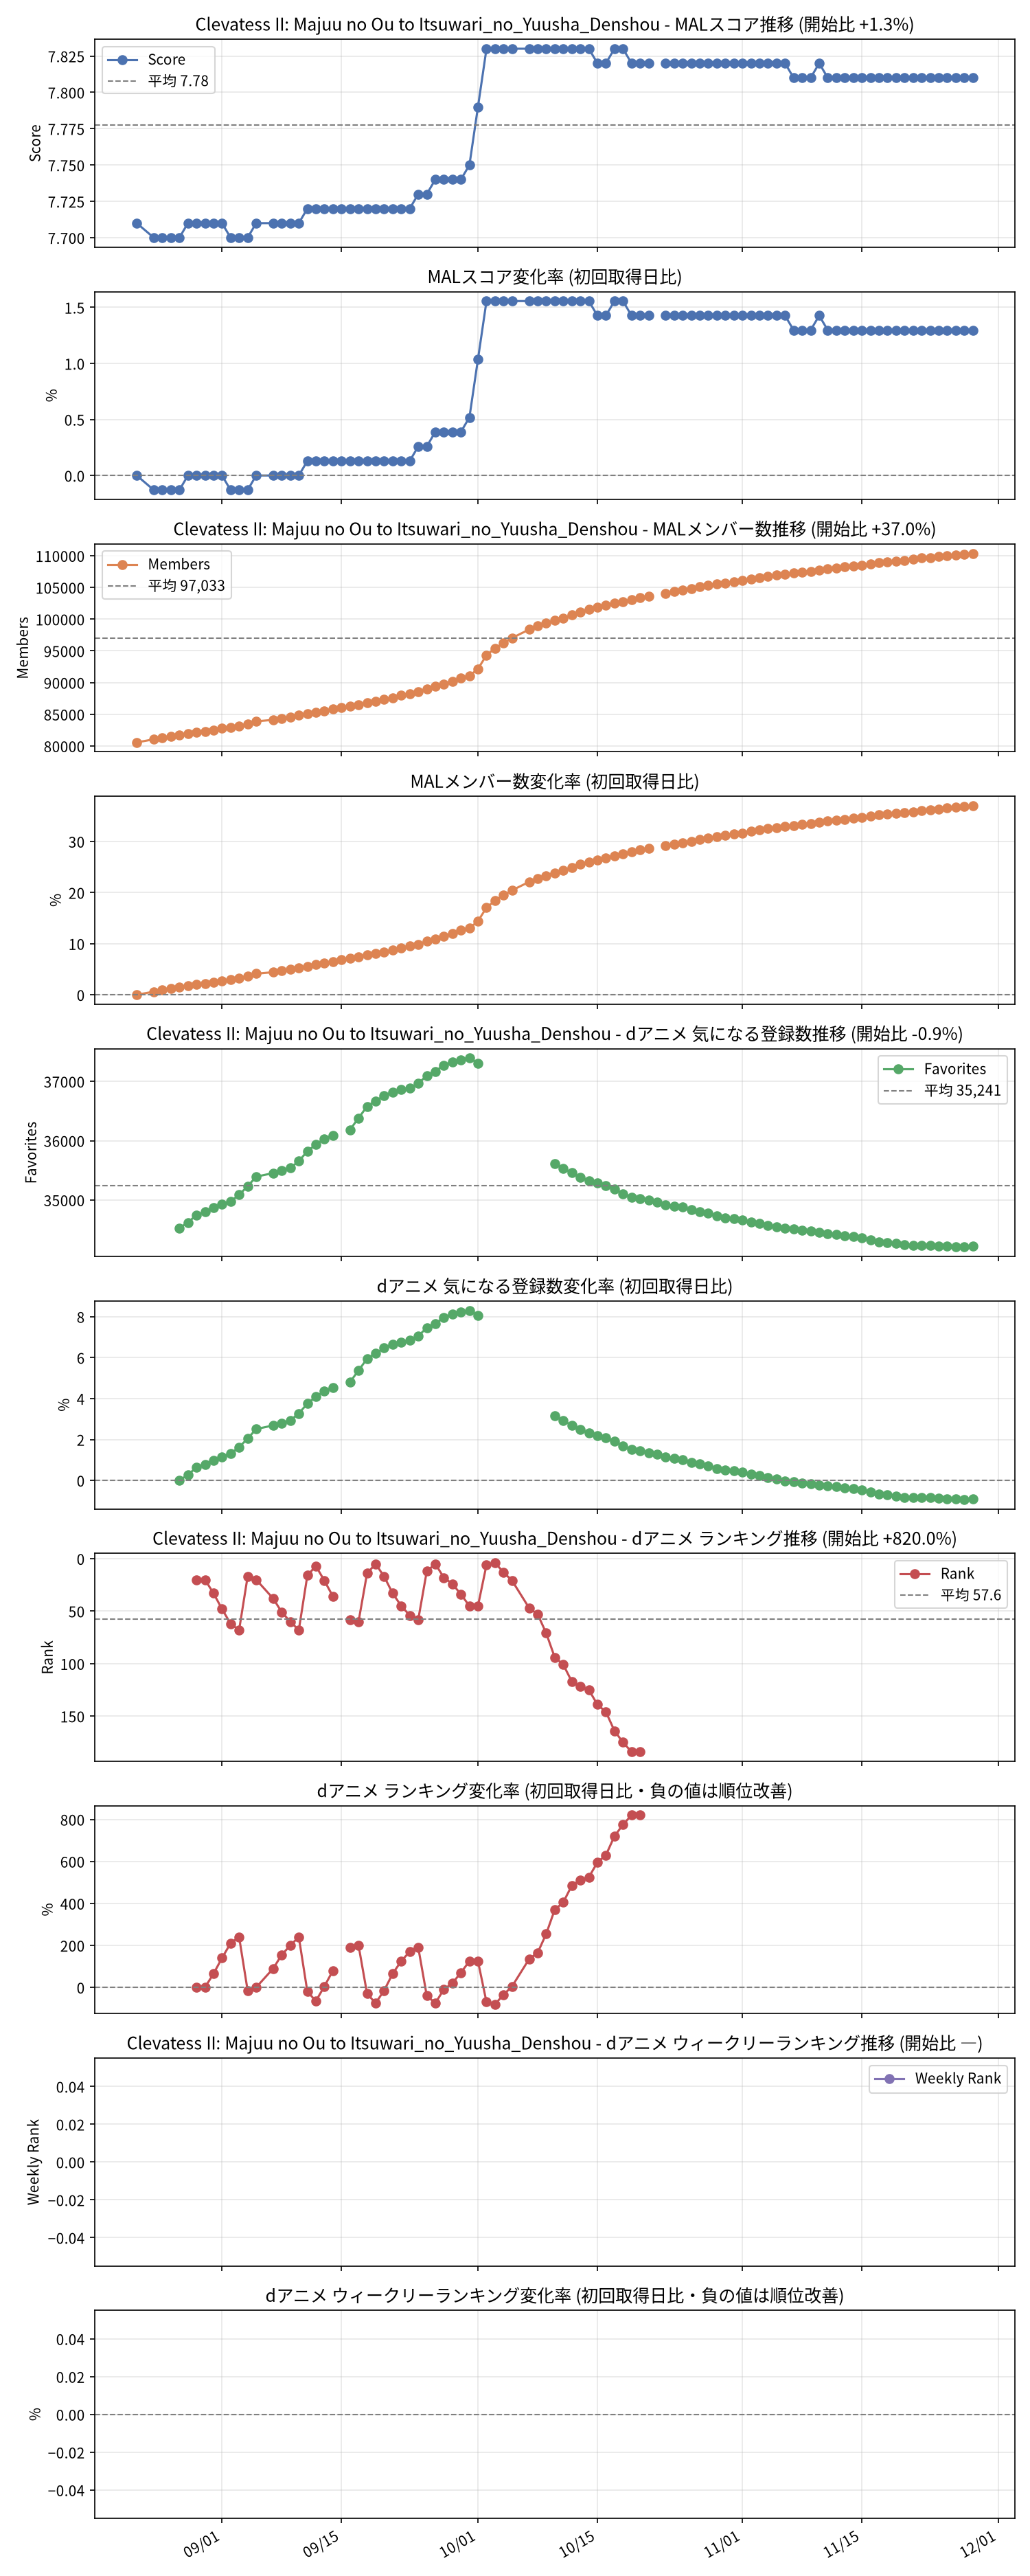 Clevatess II: Majuu no Ou to Itsuwari_no_Yuusha_Denshou - MALスコア推移 (開始比 +1.3%)
Score
平均 7.78
7.825
7.800
7.775
7.750
7.725
7.700
Score
MALスコア変化率 (初回取得日比)
1.5
1.0
0.5
0.0
%
Clevatess II: Majuu no Ou to Itsuwari_no_Yuusha_Denshou - MALメンバー数推移 (開始比 +37.0%)
Members
平均 97,033
110000
105000
100000
95000
90000
85000
80000
Members
MALメンバー数変化率 (初回取得日比)
30
20
10
0
%
Clevatess II: Majuu no Ou to Itsuwari_no_Yuusha_Denshou - dアニメ 気になる登録数推移 (開始比 -0.9%)
Favorites
平均 35,241
37000
36000
35000
Favorites
dアニメ 気になる登録数変化率 (初回取得日比)
8
6
4
2
0
%
Clevatess II: Majuu no Ou to Itsuwari_no_Yuusha_Denshou - dアニメ ランキング推移 (開始比 +820.0%)
Rank
平均 57.6
0
50
100
150
Rank
dアニメ ランキング変化率 (初回取得日比・負の値は順位改善)
800
600
400
200
0
%
Clevatess II: Majuu no Ou to Itsuwari_no_Yuusha_Denshou - dアニメ ウィークリーランキング推移 (開始比 —)
Weekly Rank
0.04
0.02
0.00
−0.02
−0.04
Weekly Rank
dアニメ ウィークリーランキング変化率 (初回取得日比・負の値は順位改善)
0.04
0.02
0.00
−0.02
−0.04
%
09/01
09/15
10/01
10/15
11/01
11/15
12/01